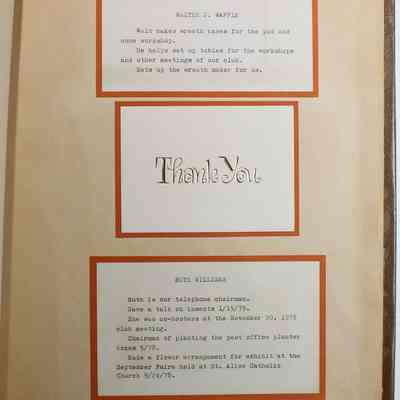 WALTER J. WAFFLE
Walt makes wreath bases for the pod and
cone workshop.
He helps set up tables for the workshops
and other meetings of our club.
Sets up the wreath maker for us.
Thank You
RUTH WILLIAMS
Ruth is our telephone chairman.
Gave a talk on insects 1/15/79.
She was co-hostess at the November 20, 1978
club meeting.
Chairman of planting the post office planter
boxes 5/78.
Made a flower arrangement for exhibit at the
September Faire held at St. Alice Catholic
Church 9/24/78.